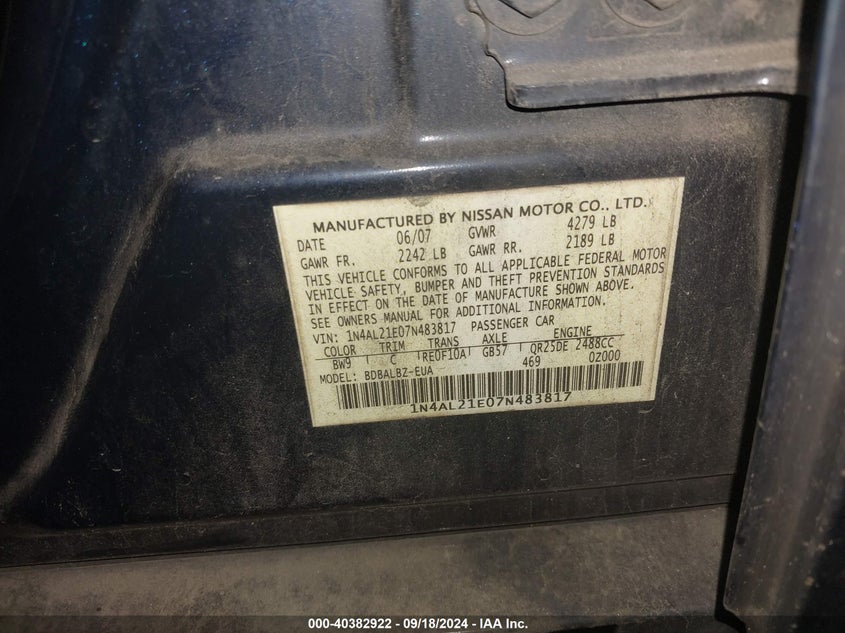 MANUFACTURED BY NISSAN MOTOR CO., LTD.
DATE 06/07 GVWR 4279 LB
GAWR FR. 2242 LB GAWR RR. 2189 LB
THIS VEHICLE CONFORMS TO ALL APPLICABLE FEDERAL MOTOR
VEHICLE SAFETY, BUMPER AND THEFT PREVENTION STANDARDS
IN EFFECT ON THE DATE OF MANUFACTURE SHOWN ABOVE.
SEE OWNERS MANUAL FOR ADDITIONAL INFORMATION.
VIN: 1N4AL21E07N483817 PASSENGER CAR
COLOR TRIM TRANS AXLE ENGINE
BW9 C RE0F10A GB57 QR25DE 2488CC
MODEL: BDBALBZ-EUA 469 0Z000
1N4AL21E07N483817
000-40382922 - 09/18/2024 - IAA Inc.